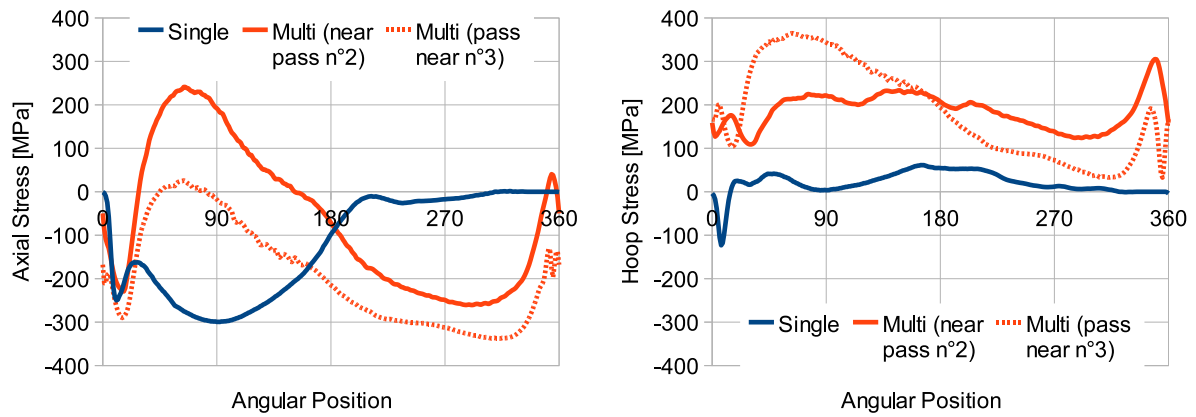 400
300
200
100
0
-100
-200
-300
-400
Axial Stress [MPa]
Single
Multi (near
pass n°2)
Multi (pass
near n°3)
0
90
180
270
360
Angular Position
400
300
200
100
0
-100
-200
-300
-400
Hoop Stress [MPa]
0
90
180
270
360
Single
Multi (near
pass n°2)
Multi (pass
near n°3)
Angular Position